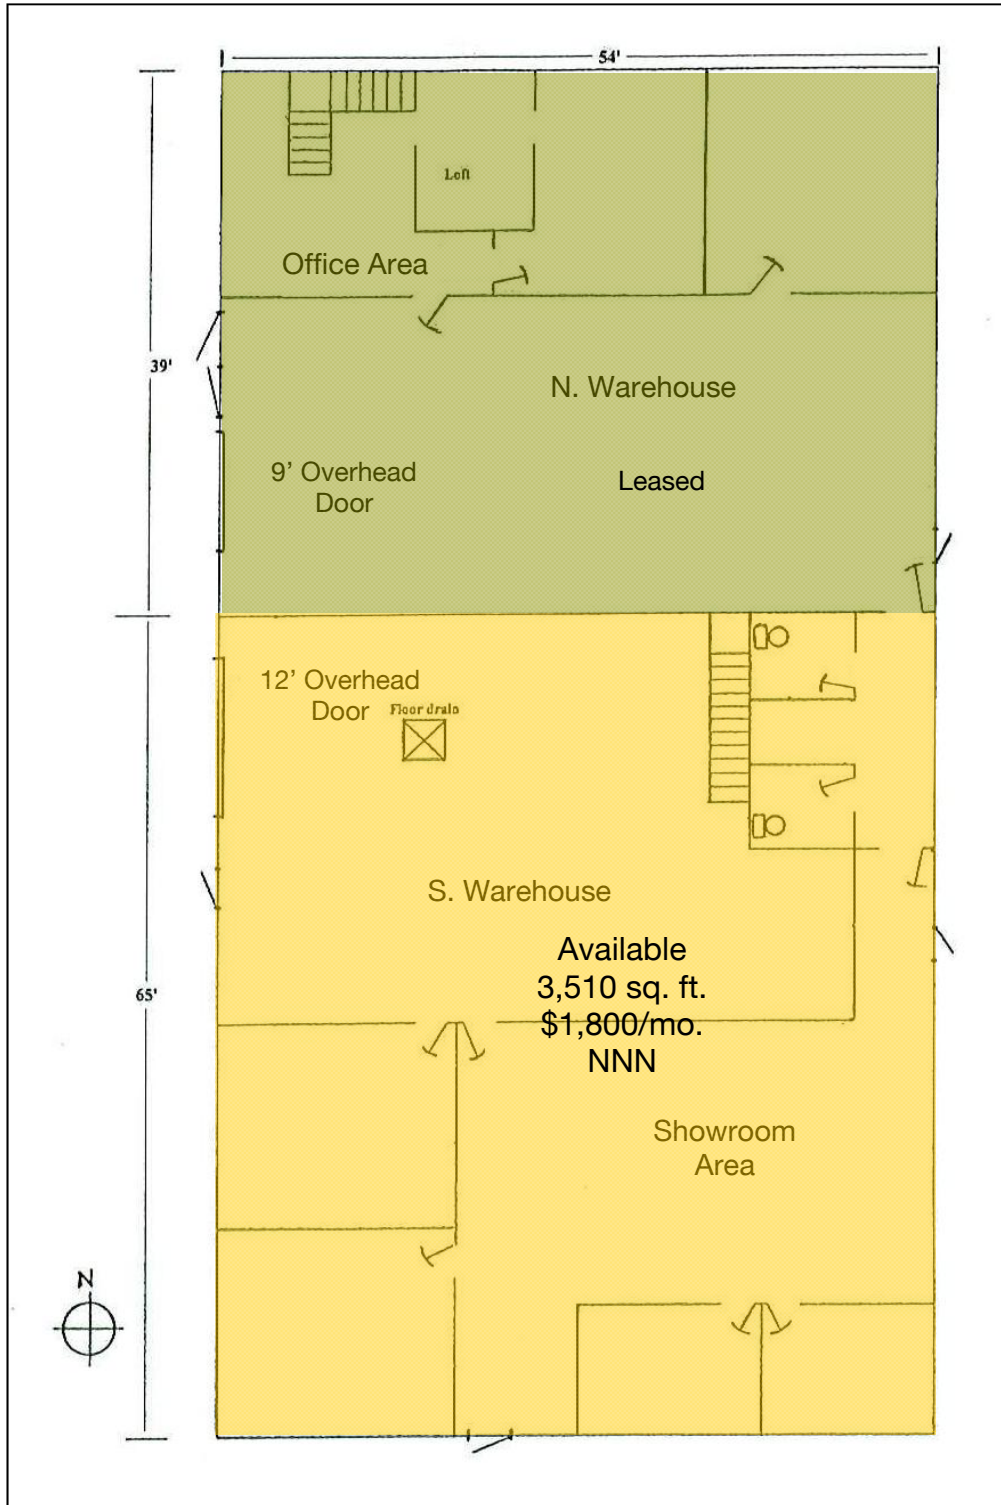 54'
Loft
Office Area
39'
N. Warehouse
9’ Overhead
Door
Leased
12’ Overhead
Door
Floor drain
S. Warehouse
Available
3,510 sq. ft.
$1,800/mo.
NNN
65'
Showroom
Area
N